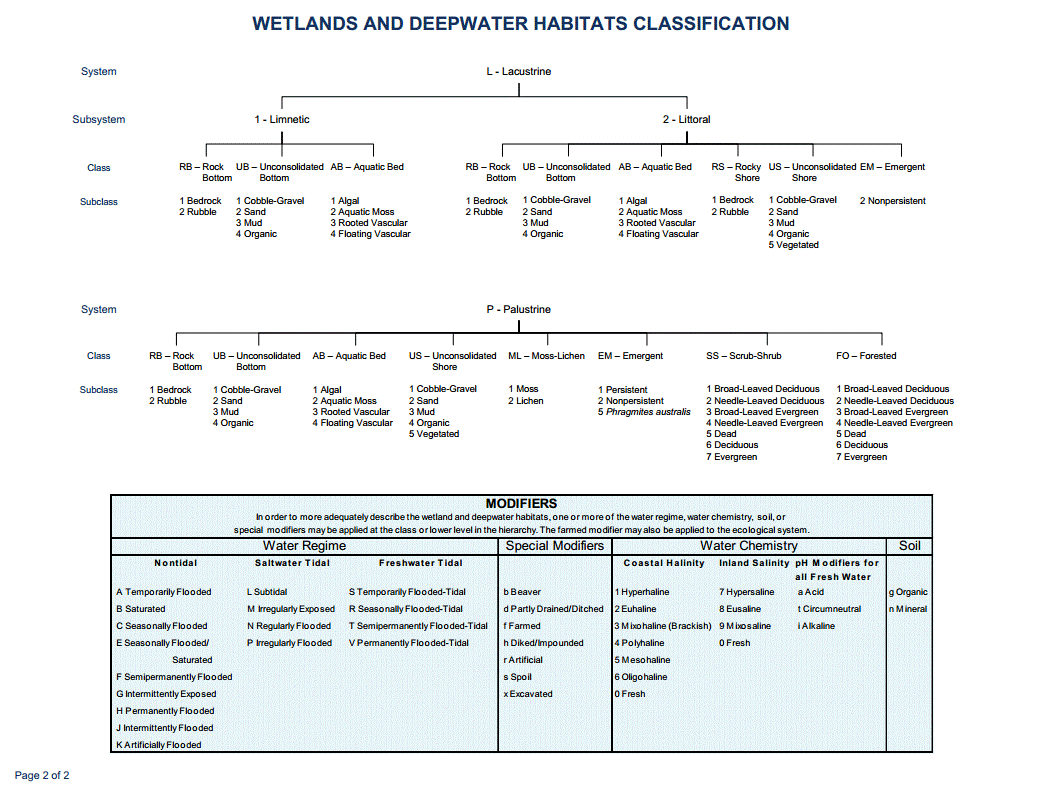 WETLANDS AND DEEPWATER HABITATS CLASSIFICATION
System
L - Lacustrine
Subsystem
1 - Limnetic
2 - Littoral
Class
RB – Rock Bottom
UB – Unconsolidated Bottom
AB – Aquatic Bed
RB – Rock Bottom
UB – Unconsolidated Bottom
AB – Aquatic Bed
RS – Rocky Shore
US – Unconsolidated Shore
EM – Emergent
Subclass
1 Bedrock
2 Rubble
1 Cobble-Gravel
2 Sand
3 Mud
4 Organic
1 Algal
2 Aquatic Moss
3 Rooted Vascular
4 Floating Vascular
1 Bedrock
2 Rubble
1 Cobble-Gravel
2 Sand
3 Mud
4 Organic
1 Algal
2 Aquatic Moss
3 Rooted Vascular
4 Floating Vascular
1 Bedrock
2 Rubble
1 Cobble-Gravel
2 Sand
3 Mud
4 Organic
5 Vegetated
2 Nonpersistent
System
P - Palustrine
Class
RB – Rock Bottom
UB – Unconsolidated Bottom
AB – Aquatic Bed
US – Unconsolidated Shore
ML – Moss-Lichen
EM – Emergent
SS – Scrub-Shrub
FO – Forested
Subclass
1 Bedrock
2 Rubble
1 Cobble-Gravel
2 Sand
3 Mud
4 Organic
1 Algal
2 Aquatic Moss
3 Rooted Vascular
4 Floating Vascular
1 Cobble-Gravel
2 Sand
3 Mud
4 Organic
5 Vegetated
1 Moss
2 Lichen
1 Persistent
2 Nonpersistent
5 Phragmites australis
1 Broad-Leaved Deciduous
2 Needle-Leaved Deciduous
3 Broad-Leaved Evergreen
4 Needle-Leaved Evergreen
5 Dead
6 Deciduous
7 Evergreen
1 Broad-Leaved Deciduous
2 Needle-Leaved Deciduous
3 Broad-Leaved Evergreen
4 Needle-Leaved Evergreen
5 Dead
6 Deciduous
7 Evergreen
MODIFIERS
In order to more adequately describe the wetland and deepwater habitats, one or more of the water regime, water chemistry, soil, or
special modifiers may be applied at the class or lower level in the hierarchy. The farmed modifier may also be applied to the ecological system.
Water Regime
Special Modifiers
Water Chemistry
Soil
Nontidal
Saltwater Tidal
Freshwater Tidal
Coastal Halinity
Inland Salinity
pH Modifiers for
all Fresh Water
A Temporarily Flooded
B Saturated
C Seasonally Flooded
E Seasonally Flooded/
Saturated
F Semipermanently Flooded
G Intermittently Exposed
H Permanently Flooded
J Intermittently Flooded
K Artificially Flooded
L Subtidal
M Irregularly Exposed
N Regularly Flooded
P Irregularly Flooded
S Temporarily Flooded-Tidal
R Seasonally Flooded-Tidal
T Semipermanently Flooded-Tidal
V Permanently Flooded-Tidal
b Beaver
d Partly Drained/Ditched
f Farmed
h Diked/Impounded
r Artificial
s Spoil
x Excavated
1 Hyperhaline
2 Euhaline
3 Mixohaline (Brackish)
4 Polyhaline
5 Mesohaline
6 Oligohaline
0 Fresh
7 Hypersaline
8 Eusaline
9 Mixosaline
0 Fresh
a Acid
t Circumneutral
i Alkaline
g Organic
n Mineral
Page 2 of 2